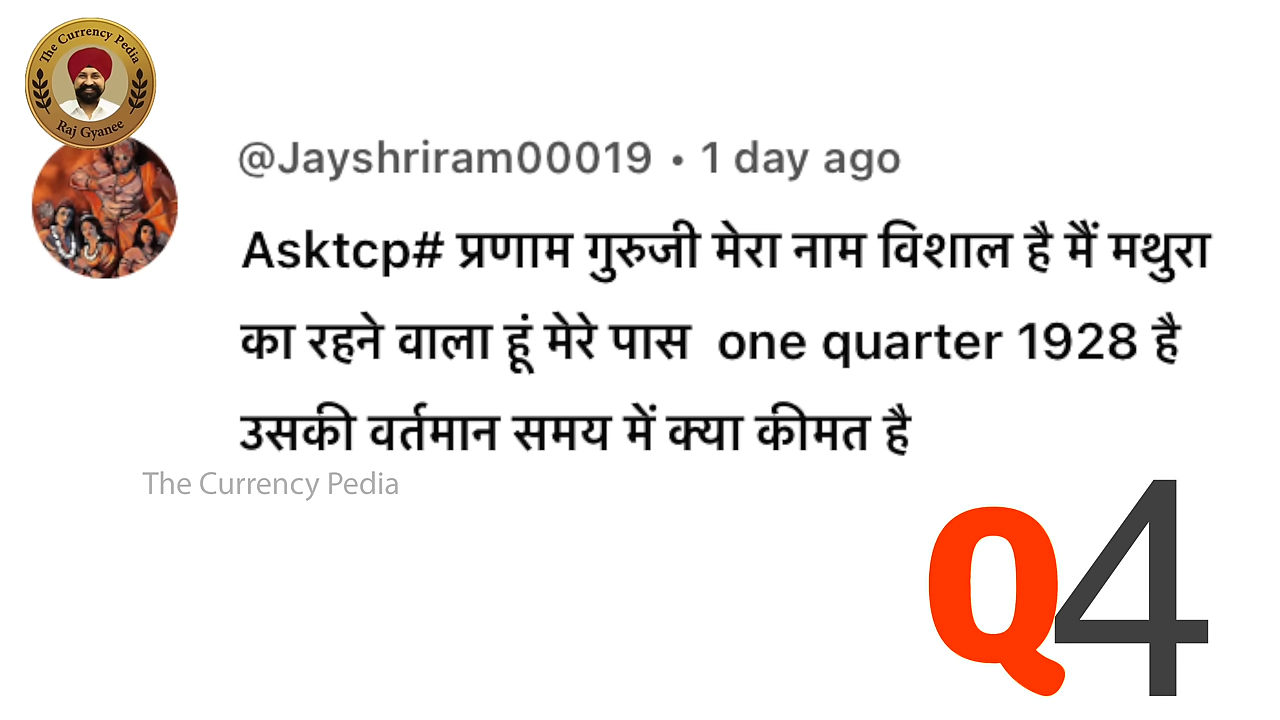 The Currency Pedia
Raj Gyanee
@Jayshriram00019 • 1 day ago
Asktcp# प्रणाम गुरुजी मेरा नाम विशाल है मैं मथुरा
का रहने वाला हूं मेरे पास one quarter 1928 है
उसकी वर्तमान समय में क्या कीमत है
The Currency Pedia
Q4